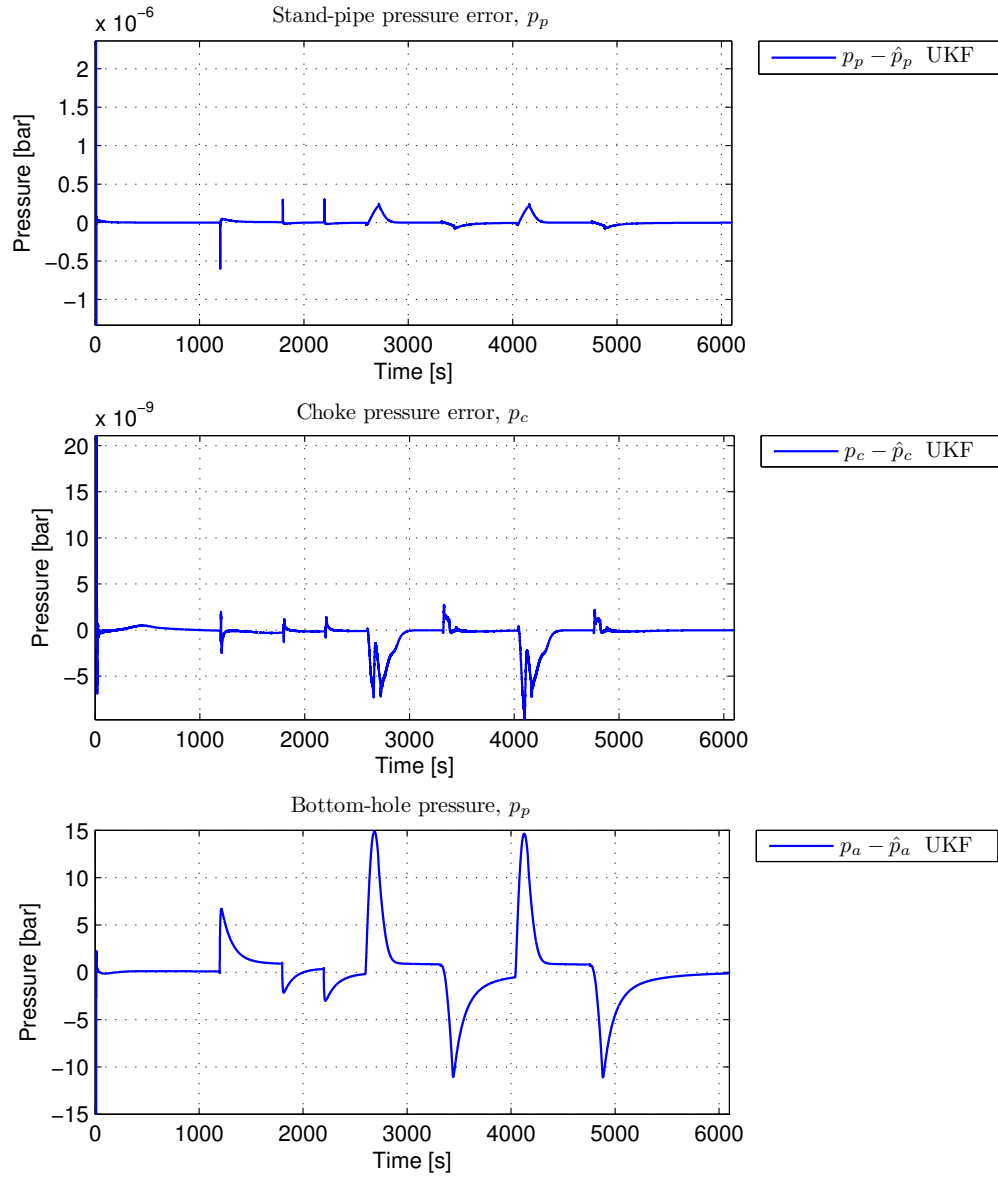 Stand-pipe pressure error, p_p
x 10^−6
p_p − p̂_p UKF
2
1.5
1
0.5
0
−0.5
−1
Pressure [bar]
0 1000 2000 3000 4000 5000 6000
Time [s]
Choke pressure error, p_c
x 10^−9
p_c − p̂_c UKF
20
15
10
5
0
−5
Pressure [bar]
0 1000 2000 3000 4000 5000 6000
Time [s]
Bottom-hole pressure, p_p
p_a − p̂_a UKF
15
10
5
0
−5
−10
−15
Pressure [bar]
0 1000 2000 3000 4000 5000 6000
Time [s]